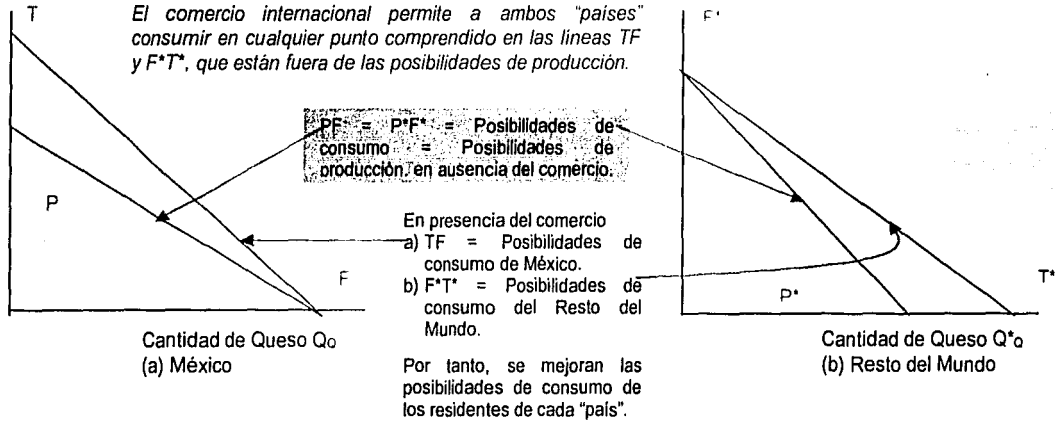 T
El comercio internacional permite a ambos "países"
consumir en cualquier punto comprendido en las lineas TF
y F*T*, que están fuera de las posibilidades de producción.
F*
PF = P*F* = Posibilidades de
consumo = Posibilidades de
producción, en ausencia del comercio.
P
En presencia del comercio
a) TF = Posibilidades de
consumo de México.
b) F*T* = Posibilidades de
consumo del Resto del
Mundo.
F
T*
P*
Cantidad de Queso QQ
(a) México
Cantidad de Queso Q*Q
(b) Resto del Mundo
Por tanto, se mejoran las
posibilidades de consumo de
los residentes de cada "país".